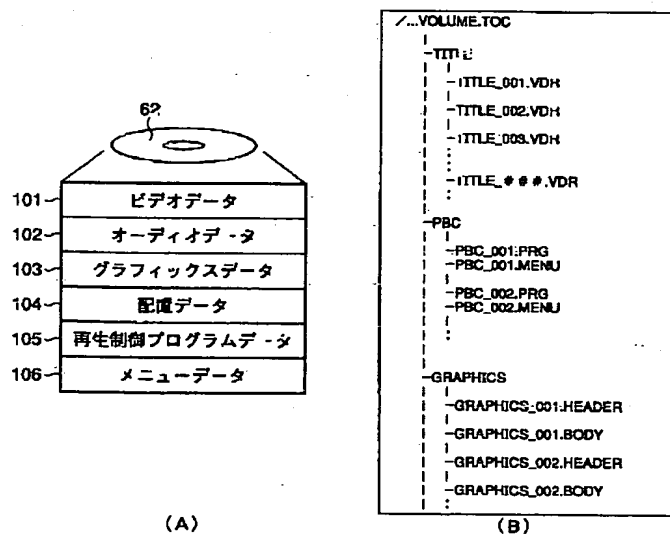 62
101 ビデオデータ
102 オーディオデータ
103 グラフィックスデータ
104 配置データ
105 再生制御プログラムデータ
106 メニューデータ
(A)
/...VOLUME.TOC
TITLE
TITLE_001.VDR
TITLE_002.VDR
TITLE_003.VDR
TITLE_###.VDR
PBC
PBC_001.PRG
PBC_001.MENU
PBC_002.PRG
PBC_002.MENU
GRAPHICS
GRAPHICS_001.HEADER
GRAPHICS_001.BODY
GRAPHICS_002.HEADER
GRAPHICS_002.BODY
(B)